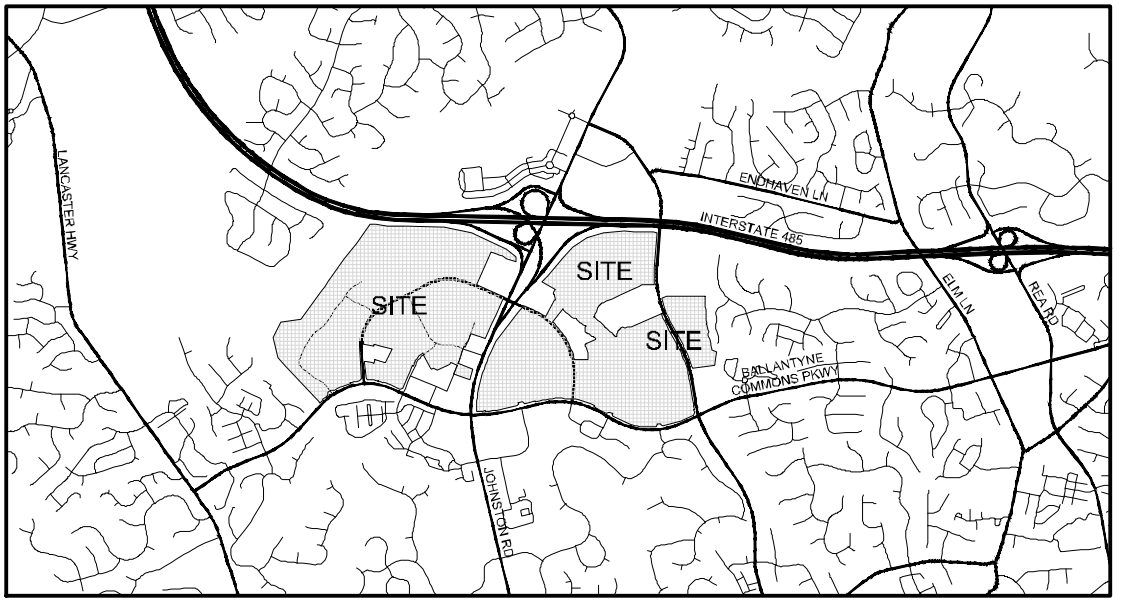 LANCASTER HWY
ENDHAVEN LN
INTERSTATE 485
SITE
SITE
SITE
ELM LN
REA RD
BALLANTYNE
COMMONS PKWY
JOHNSTON RD